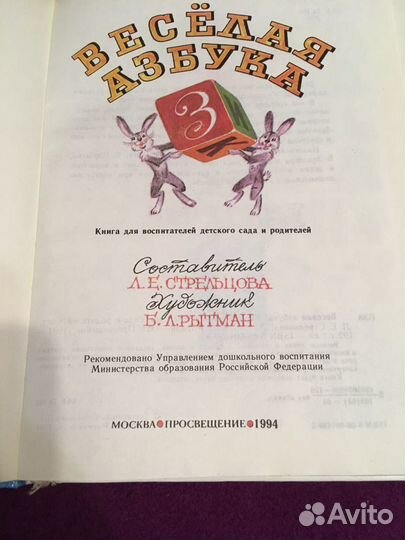 ВЕСЁЛАЯ
АЗБУКА
З
К
Книга для воспитателей детского сада и родителей
Составитель
Л. Е. СТРЕЛЬЦОВА
Художник
Б. Л. РЫТМАН
Рекомендовано Управлением дошкольного воспитания
Министерства образования Российской Федерации
МОСКВА ● ПРОСВЕЩЕНИЕ ● 1994
Avito